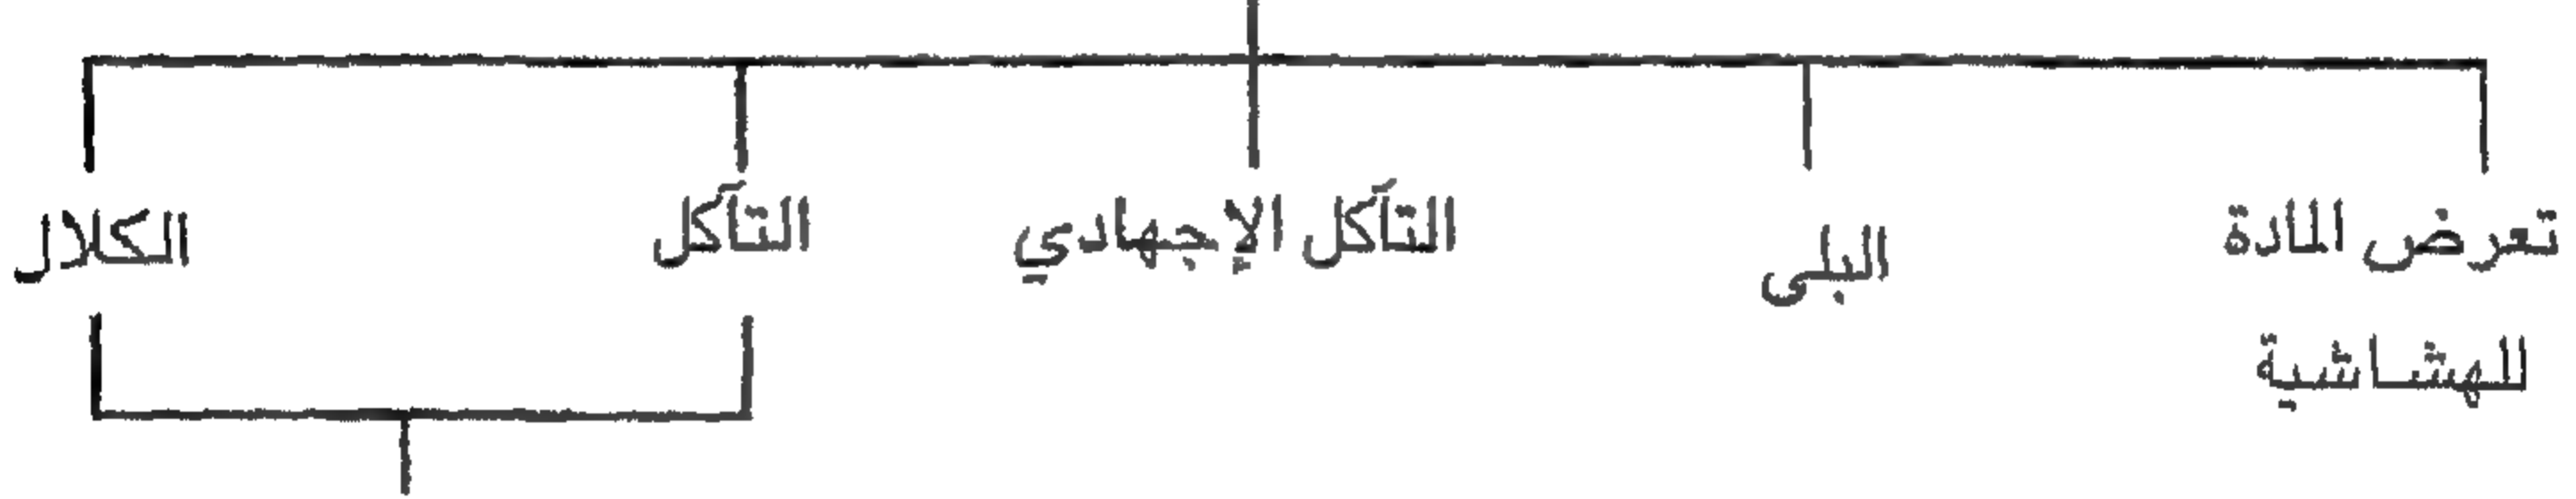 تعرض المادة
للهشاشية
البلى
التآكل الإجهادي
التآكل
الكلال